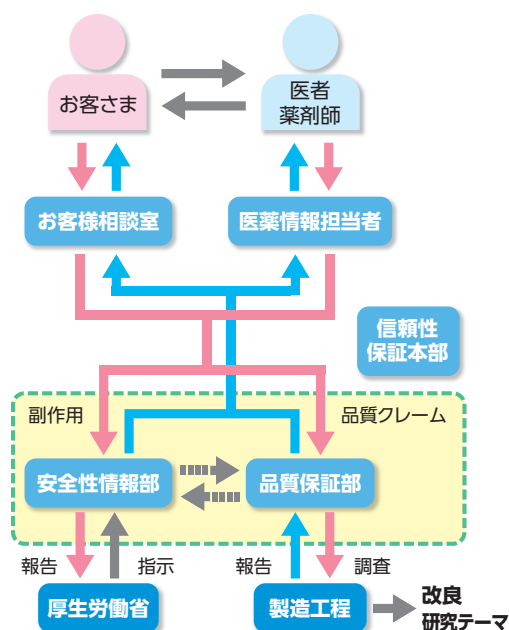 お客さま
医者
薬剤師
お客様相談室
医薬情報担当者
信頼性
保証本部
副作用
品質クレーム
安全性情報部
品質保証部
報告
指示
報告
調査
厚生労働省
製造工程
改良
研究テーマ